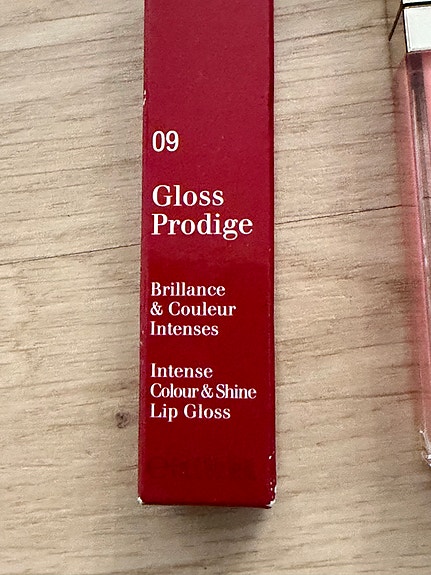 09
Gloss
Prodige
Brillance
& Couleur
Intenses
Intense
Colour & Shine
Lip Gloss